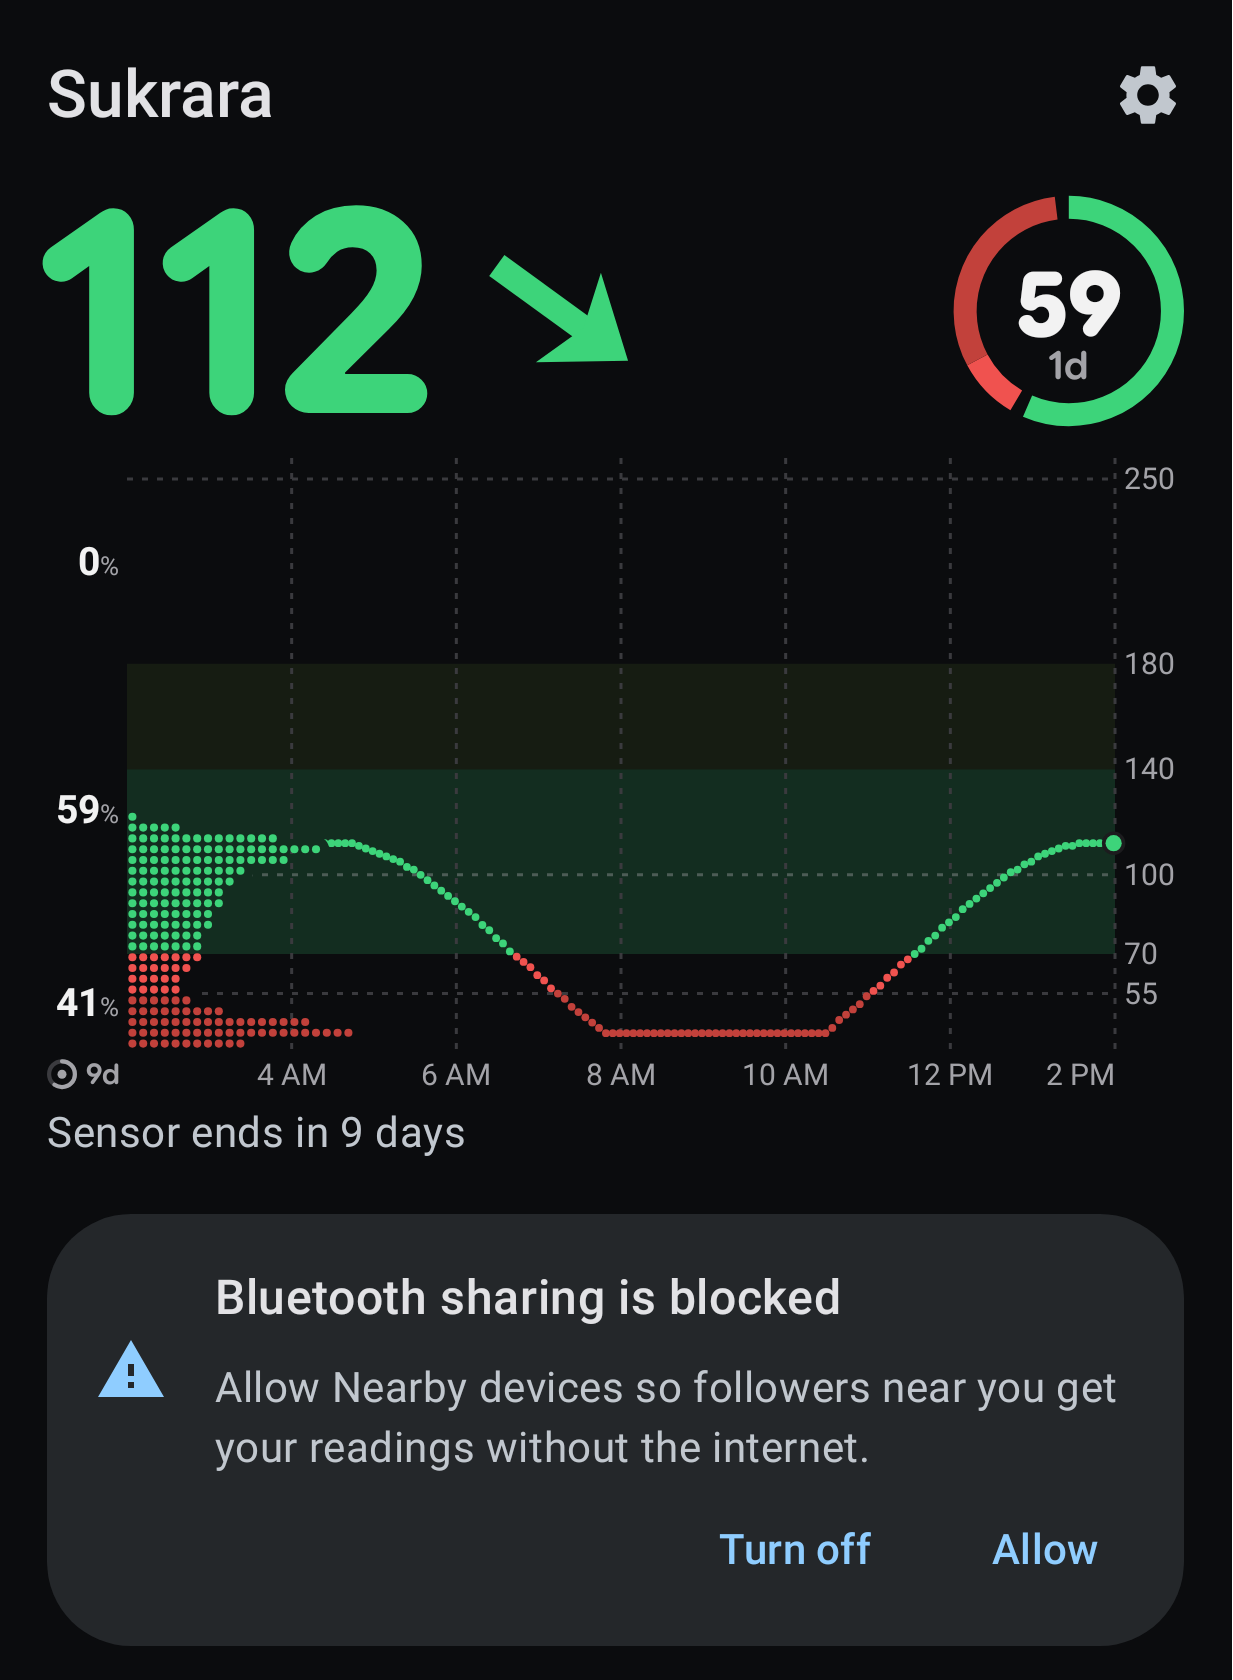 Sukrara
112
59
1d
250
0%
180
140
59%
100
70
41%
55
9d 4 AM 6 AM 8 AM 10 AM 12 PM 2 PM
Sensor ends in 9 days
Bluetooth sharing is blocked
Allow Nearby devices so followers near you get
your readings without the internet.
Turn off Allow